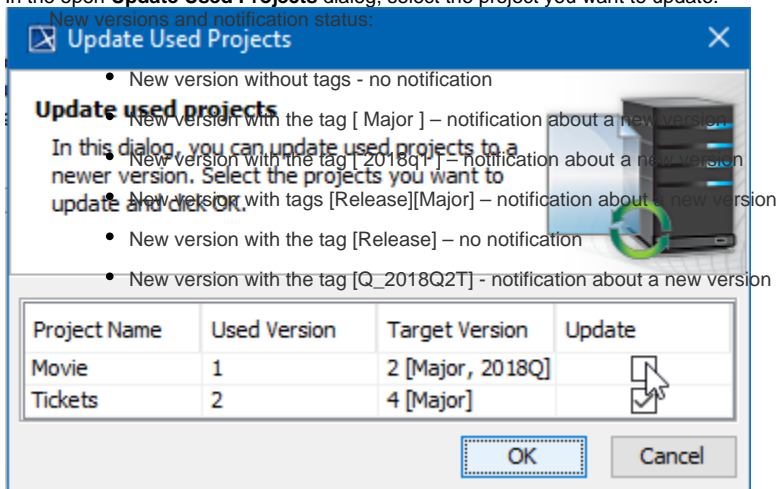 In the open Update Used Projects dialog, select the project you want to update.
New versions and notification status:
Update Used Projects
New version without tags - no notification
Update used projects
New version with the tag [ Major ] – notification about a new version
In this dialog, you can update used projects to a
New version with the tag [ 2018q1 ] – notification about a new version
newer version. Select the projects you want to
update and click OK.
New version with tags [Release][Major] – notification about a new version
New version with the tag [Release] – no notification
New version with the tag [Q_2018Q2T] - notification about a new version
Project Name Used Version Target Version Update
Movie 1 2 [Major, 2018Q]
Tickets 2 4 [Major]
OK Cancel